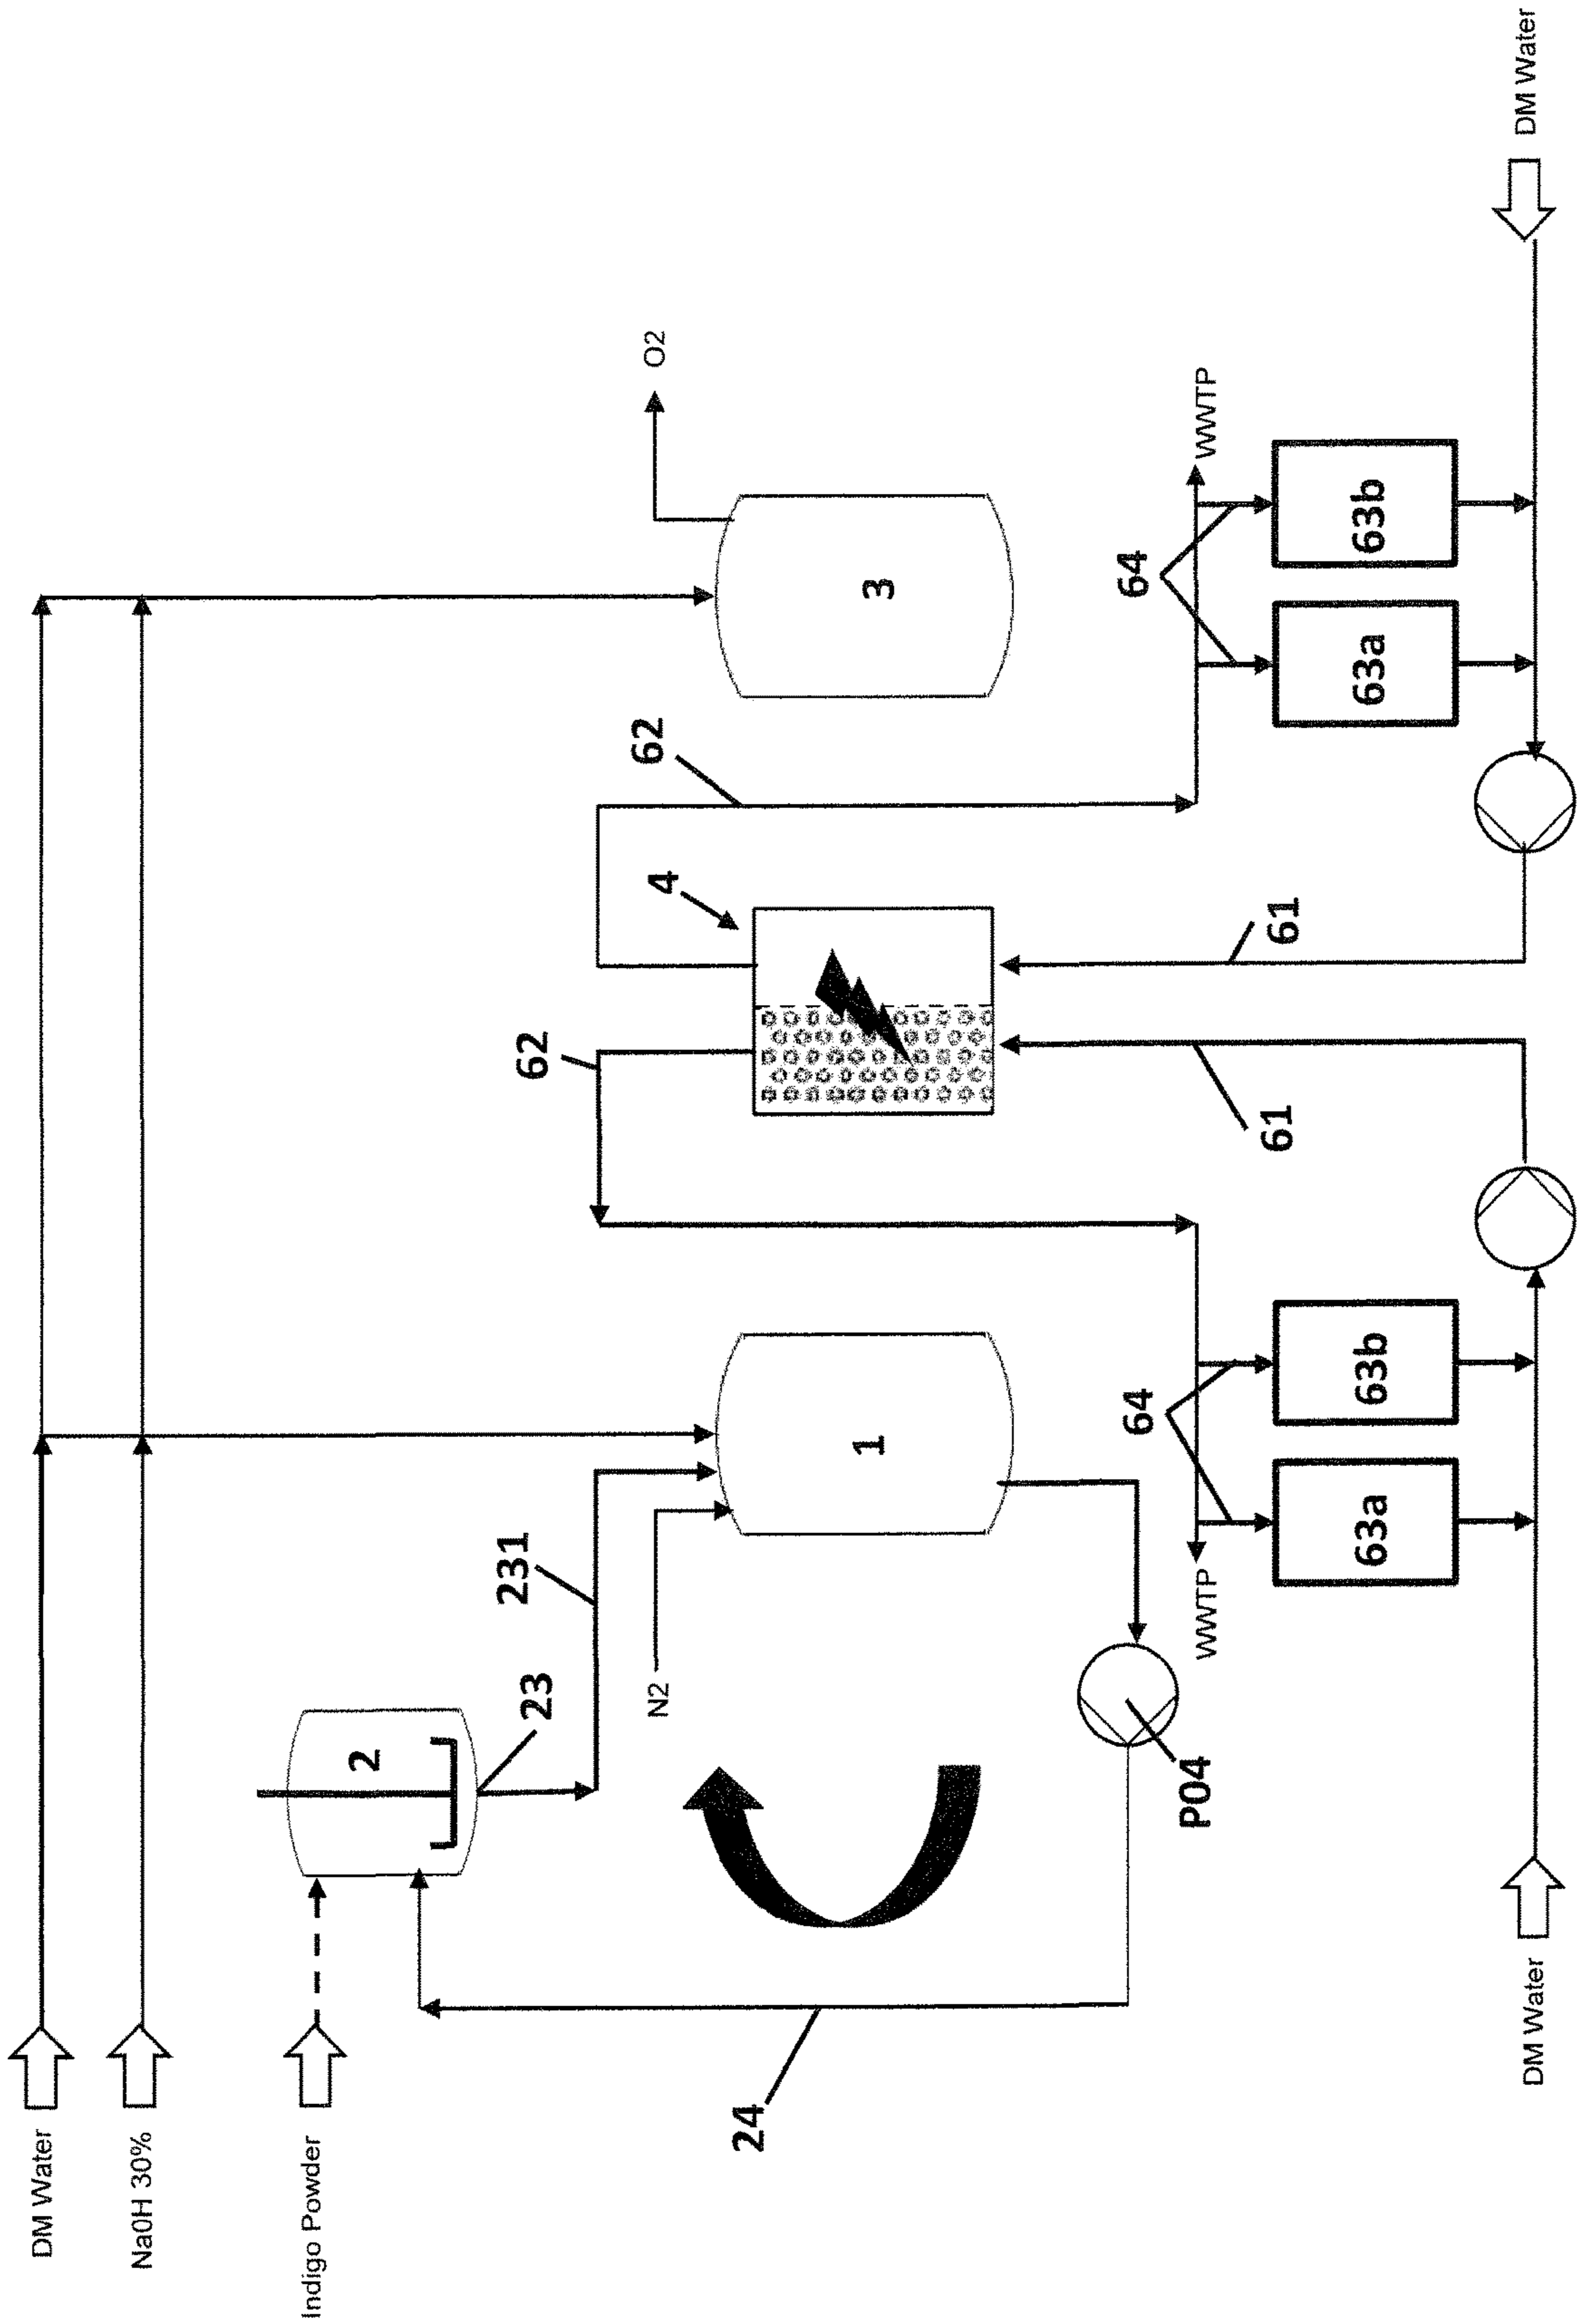 DM Water
Na0H 30%
Indigo Powder
2
23
231
62
N2
4
62
O2
24
1
3
64
64
P04
WWTP
WWTP
61
61
63a
63b
63a
63b
DM Water
DM Water